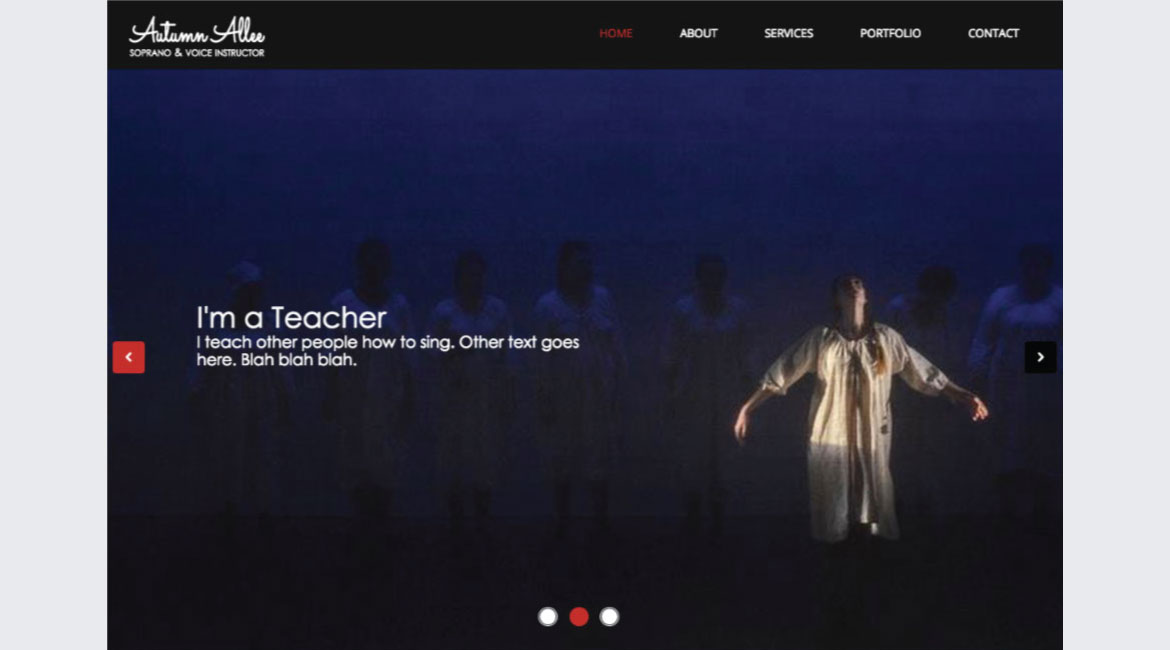 Autumn Allee
SOPRANO & VOICE INSTRUCTOR
HOME
ABOUT
SERVICES
PORTFOLIO
CONTACT
I'm a Teacher
I teach other people how to sing. Other text goes
here. Blah blah blah.